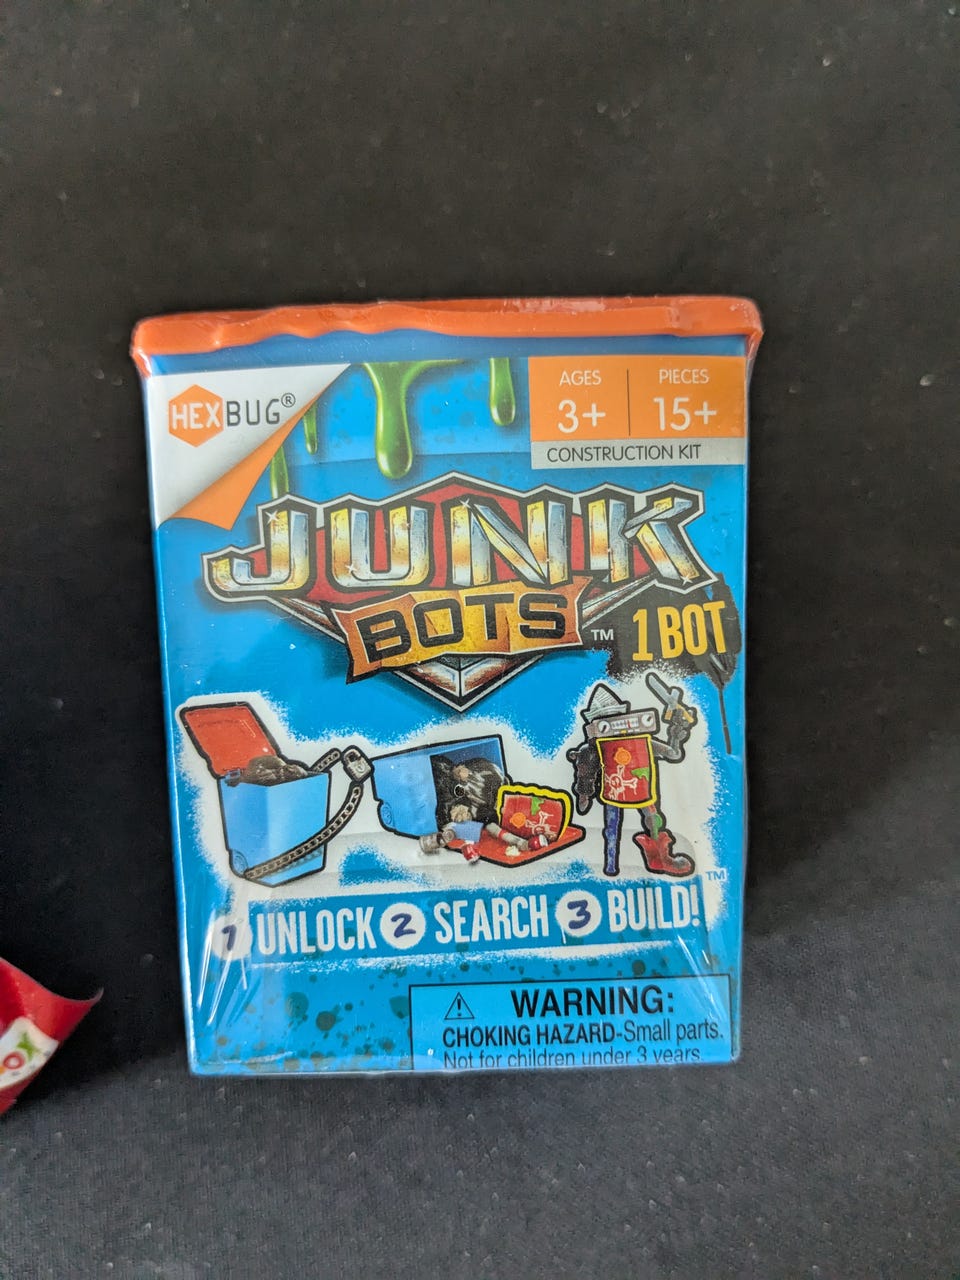 HEXBUG®
AGES
3+
PIECES
15+
CONSTRUCTION KIT
JUNK
BOTS™
1 BOT
1 UNLOCK 2 SEARCH 3 BUILD!™
WARNING:
CHOKING HAZARD-Small parts.
Not for children under 3 years.